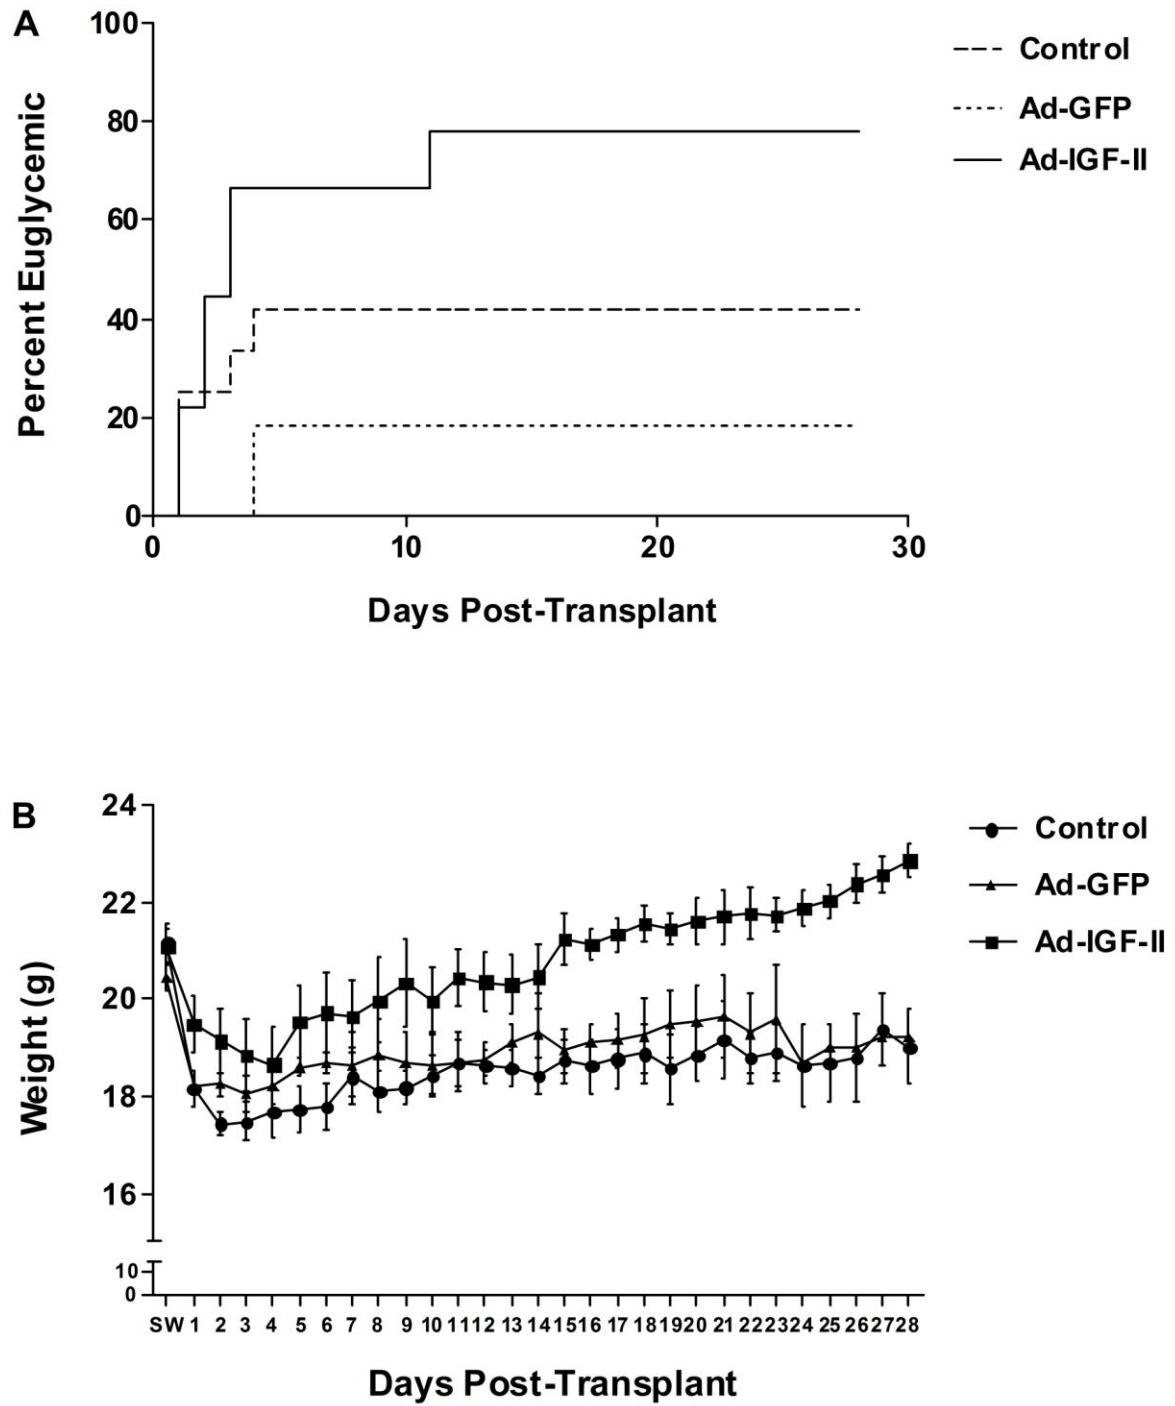 A
Percent Euglycemic
100
80
60
40
20
0
0 10 20 30
Days Post-Transplant
Control
Ad-GFP
Ad-IGF-II
B
Weight (g)
24
22
20
18
16
10
0
SW 1 2 3 4 5 6 7 8 9 10 11 12 13 14 15 16 17 18 19 20 21 22 23 24 25 26 27 28
Days Post-Transplant
Control
Ad-GFP
Ad-IGF-II